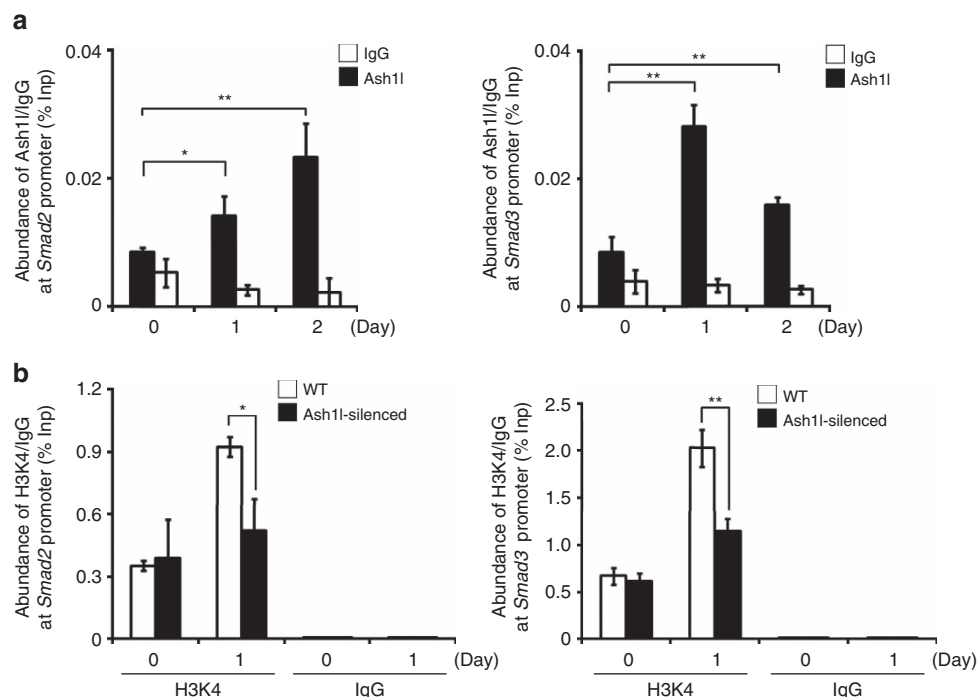 a
Abundance of Ash1l/IgG
at Smad2 promoter (% Inp)
0.04
0.02
0
IgG
Ash1l
*
**
0 1 2 (Day)
Abundance of Ash1l/IgG
at Smad3 promoter (% Inp)
0.04
0.02
0
IgG
Ash1l
**
**
0 1 2 (Day)
b
Abundance of H3K4/IgG
at Smad2 promoter (% Inp)
1.2
0.9
0.6
0.3
0
WT
Ash1l-silenced
*
0 1 0 1 (Day)
H3K4 IgG
Abundance of H3K4/IgG
at Smad3 promoter (% Inp)
2.5
2.0
1.5
1.0
0.5
0
WT
Ash1l-silenced
**
0 1 0 1 (Day)
H3K4 IgG